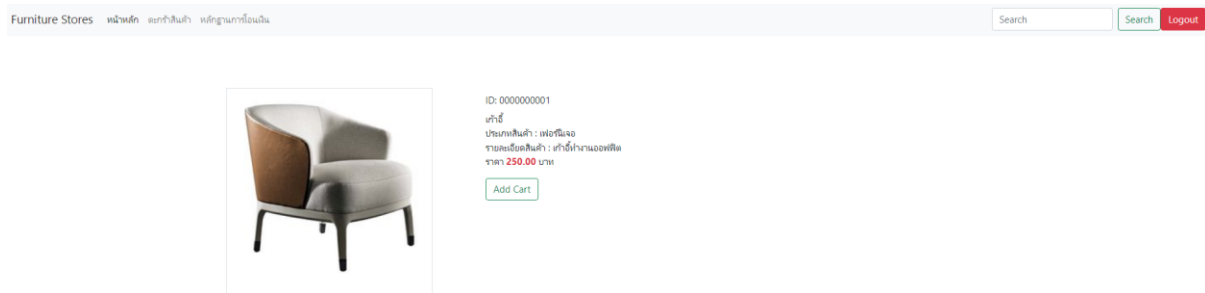 Furniture Stores หน้าหลัก ตะกร้าสินค้า หลักฐานการโอนเงิน Search Search Logout
ID: 0000000001
เก้าอี้
ประเภทสินค้า : เฟอร์นิเจอ
รายละเอียดสินค้า : เก้าอี้ทำงานออฟฟิต
ราคา 250.00 บาท
Add Cart